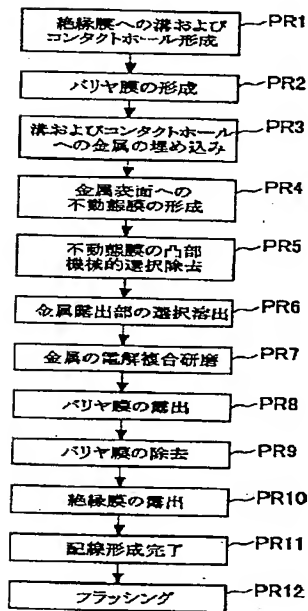 絶縁膜への溝および
コンタクトホール形成
PR1
バリヤ膜の形成
PR2
溝およびコンタクトホール
への金属の埋め込み
PR3
金属表面への
不動態膜の形成
PR4
不動態膜の凸部
機械的選択除去
PR5
金属露出部の選択溶出
PR6
金属の電解複合研磨
PR7
バリヤ膜の露出
PR8
バリヤ膜の除去
PR9
絶縁膜の露出
PR10
配線形成完了
PR11
フラッシング
PR12